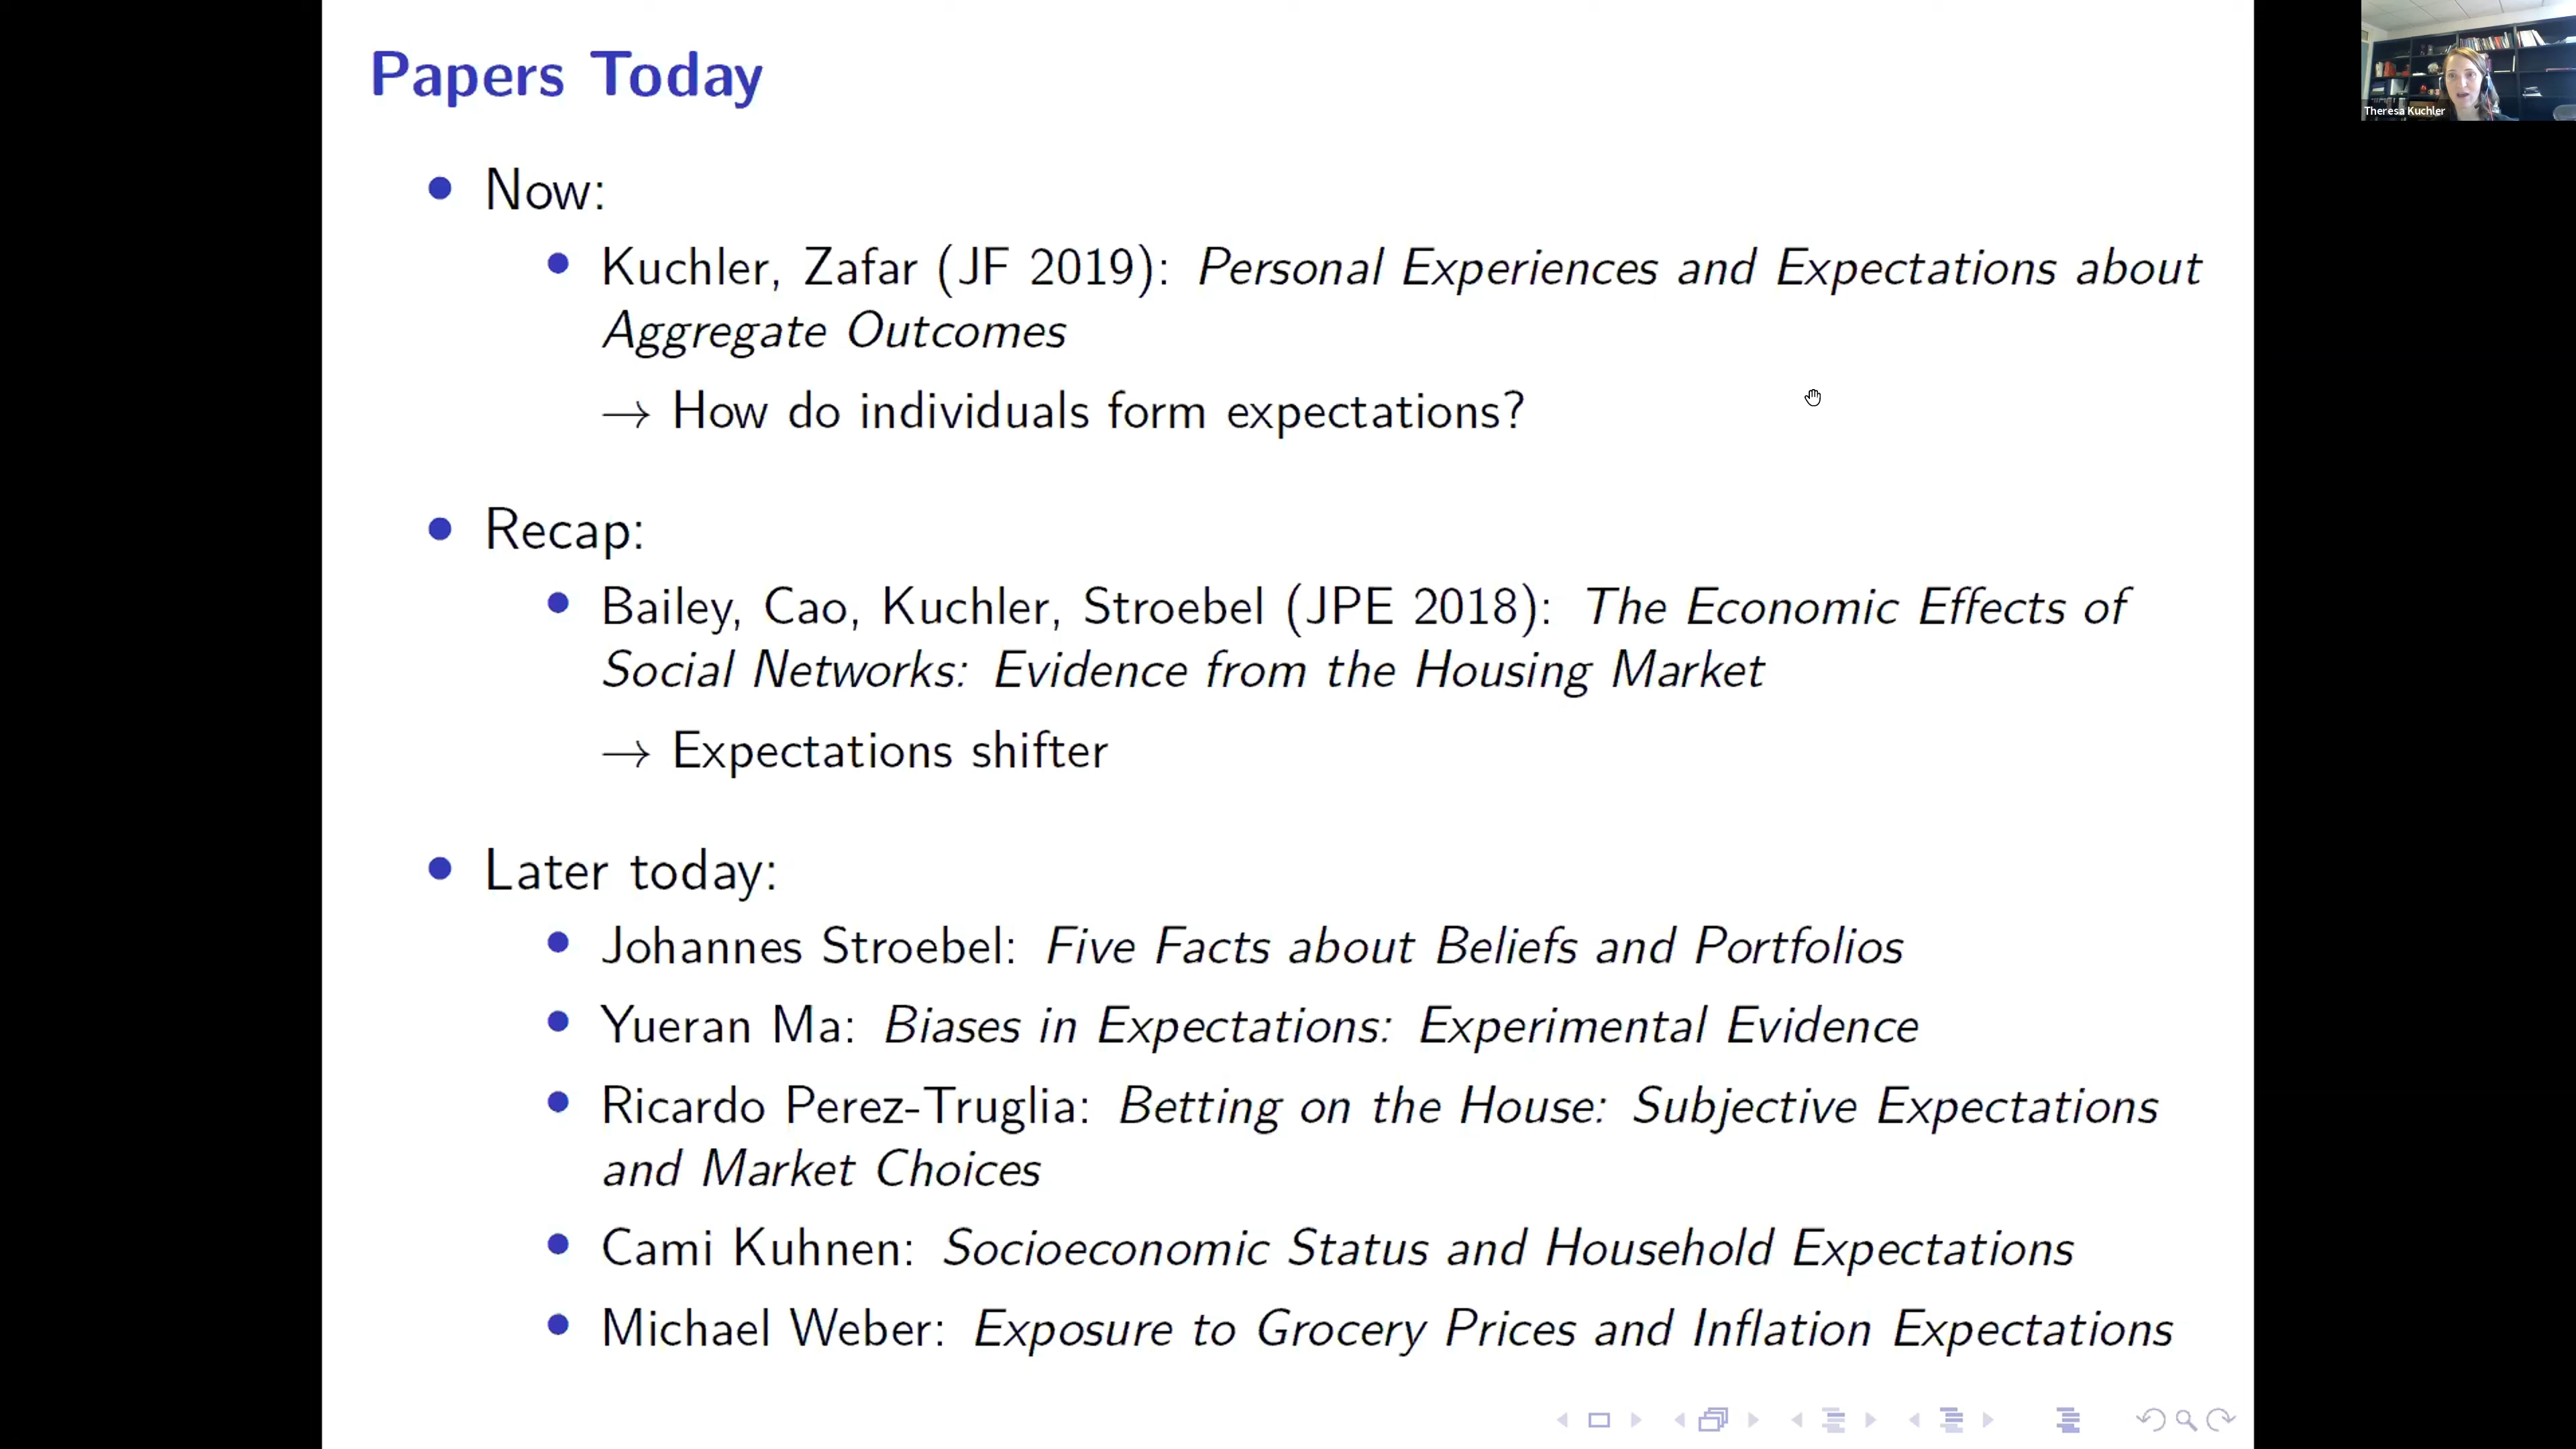 Papers Today
Theresa Kuchler
• Now:
• Kuchler, Zafar (JF 2019): Personal Experiences and Expectations about
Aggregate Outcomes
→ How do individuals form expectations?
• Recap:
• Bailey, Cao, Kuchler, Stroebel (JPE 2018): The Economic Effects of
Social Networks: Evidence from the Housing Market
→ Expectations shifter
• Later today:
• Johannes Stroebel: Five Facts about Beliefs and Portfolios
• Yueran Ma: Biases in Expectations: Experimental Evidence
• Ricardo Perez-Truglia: Betting on the House: Subjective Expectations
and Market Choices
• Cami Kuhnen: Socioeconomic Status and Household Expectations
• Michael Weber: Exposure to Grocery Prices and Inflation Expectations